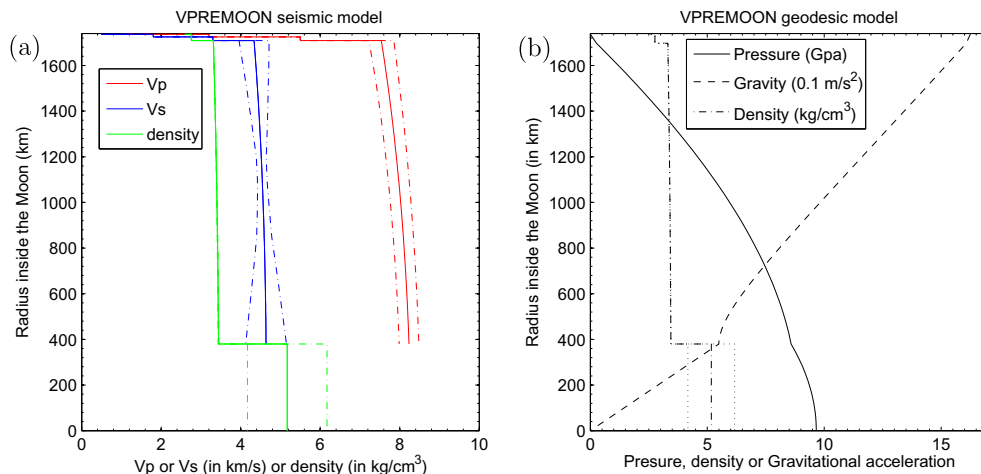 VPREMOON seismic model
(a)
Vp
Vs
density
Radius inside the Moon (km)
1600
1400
1200
1000
800
600
400
200
0
0 2 4 6 8 10
Vp or Vs (in km/s) or density (in kg/cm³)
VPREMOON geodesic model
(b)
Pressure (Gpa)
Gravity (0.1 m/s²)
Density (kg/cm³)
Radius inside the Moon (in km)
1600
1400
1200
1000
800
600
400
200
0
0 5 10 15
Presure, density or Gravitational acceleration